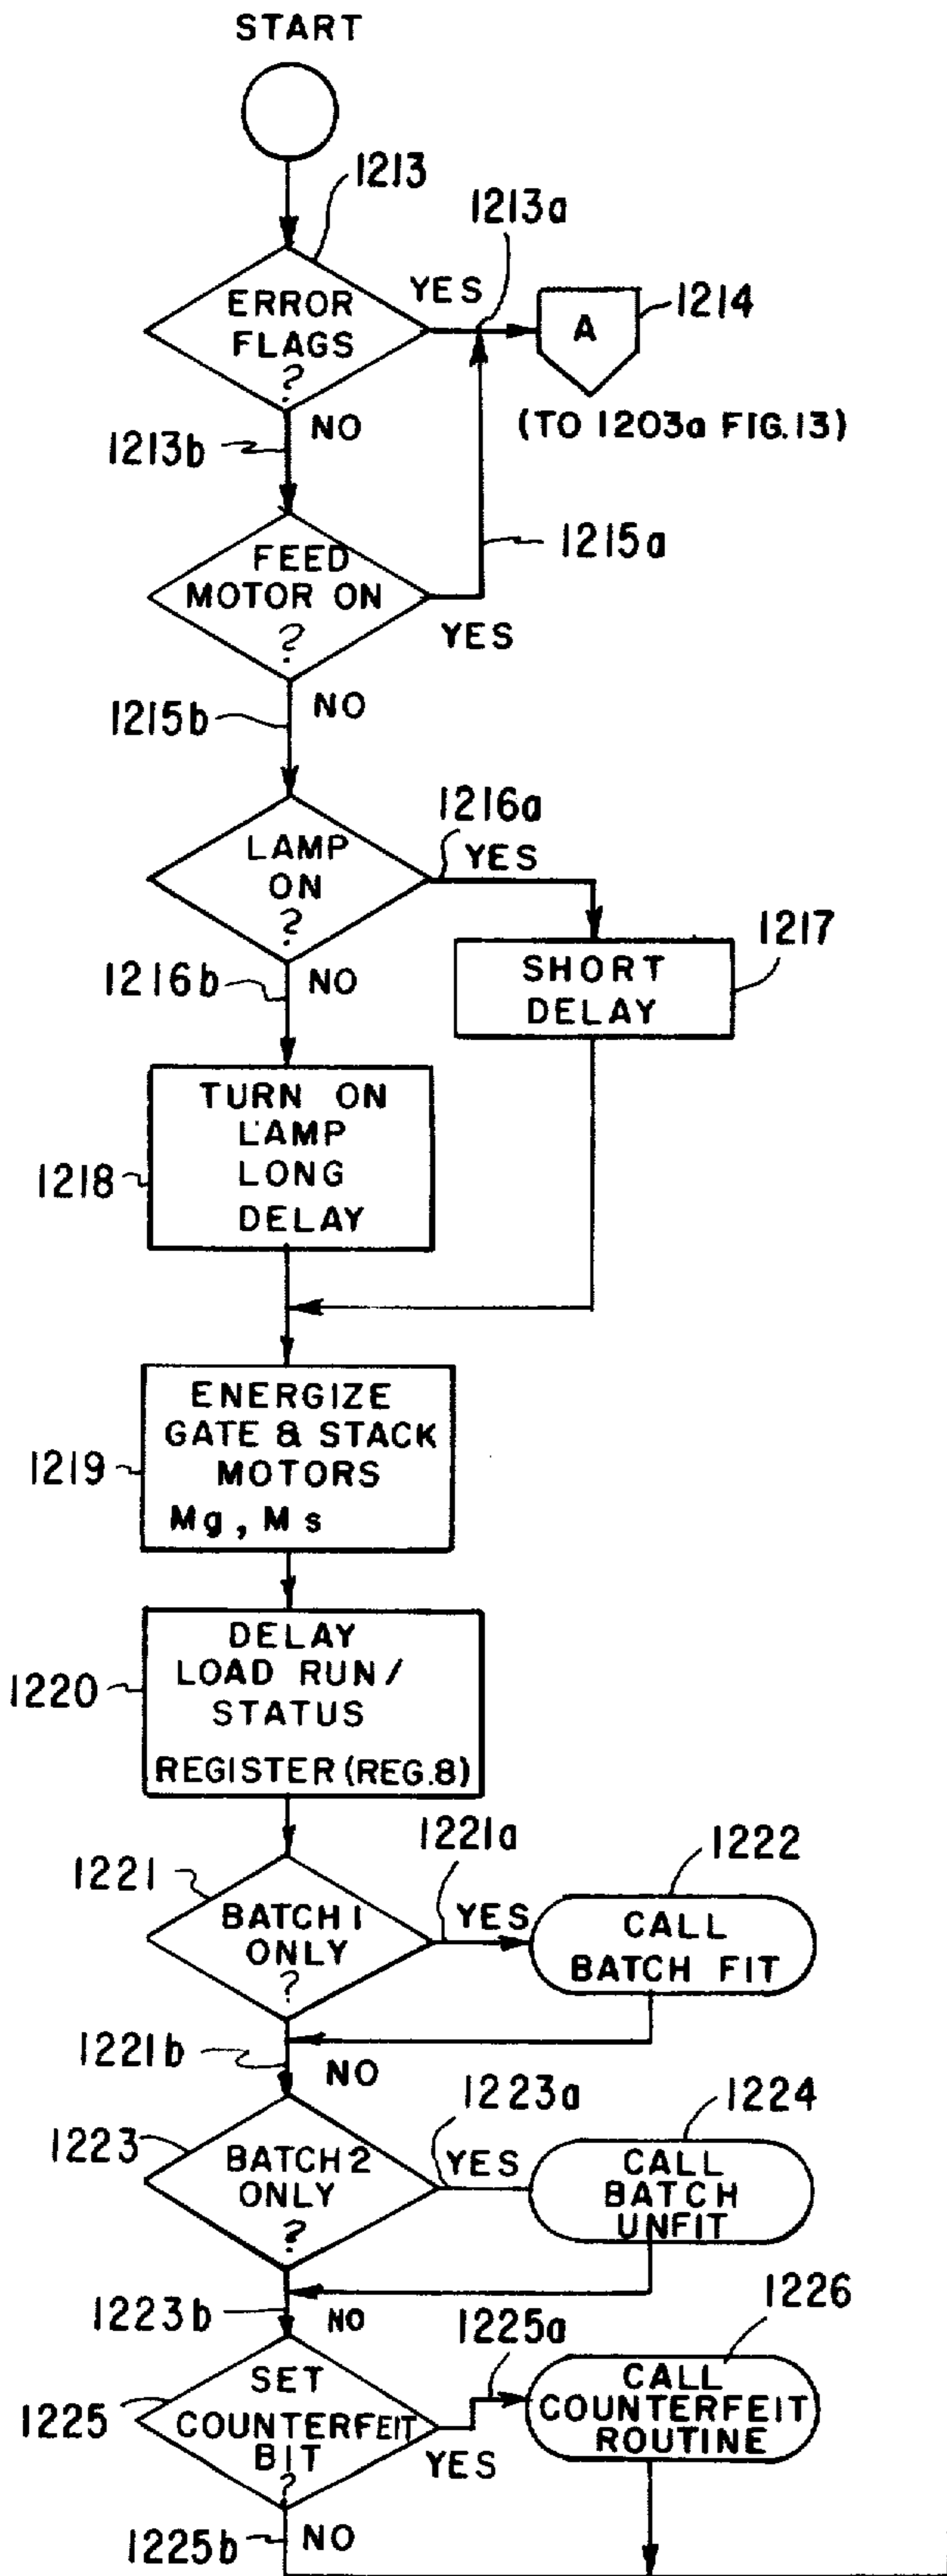 START
1213
1213a
ERROR
FLAGS
?
YES
A
1214
(TO 1203a FIG.13)
1213b
NO
FEED
MOTOR ON
?
1215a
YES
1215b
NO
LAMP
ON
?
1216a
YES
1217
SHORT
DELAY
1216b
NO
TURN ON
LAMP
LONG
DELAY
1218
ENERGIZE
GATE & STACK
MOTORS
Mg, Ms
1219
DELAY
LOAD RUN/
STATUS
REGISTER (REG.8)
1220
1221
BATCH 1
ONLY
?
1221a
YES
1222
CALL
BATCH FIT
1221b
NO
1223
BATCH 2
ONLY
?
1223a
YES
1224
CALL
BATCH
UNFIT
1223b
NO
1225
SET
COUNTERFEIT
BIT
?
1225a
YES
1226
CALL
COUNTERFEIT
ROUTINE
1225b
NO